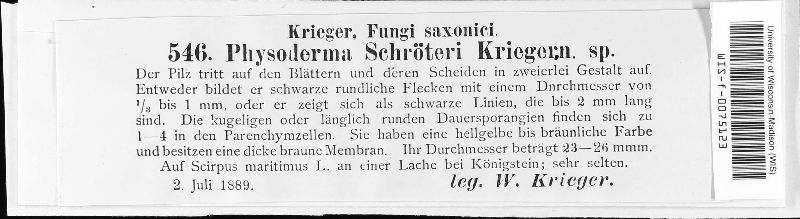 Krieger, Fungi saxonici.
546. Physoderma Schröteri Krieger n. sp.
Der Pilz tritt auf den Blättern und deren Scheiden in zweierlei Gestalt auf.
Entweder bildet er schwarze rundliche Flecken mit einem Dnrchmesser von
1/3 bis 1 mm, oder er zeigt sich als schwarze Linien, die bis 2 mm lang
sind. Die kugeligen oder länglich runden Dauersporangien finden sich zu
1—4 in den Parenchymzellen. Sie haben eine hellgelbe bis bräunliche Farbe
und besitzen eine dicke braune Membran. Ihr Durchmesser beträgt 23—26 mmm.
Auf Scirpus maritimus L. an einer Lache bei Königstein; sehr selten.
2. Juli 1889. leg. W. Krieger.
University of Wisconsin-Madison (WIS)
WIS-f-0075123